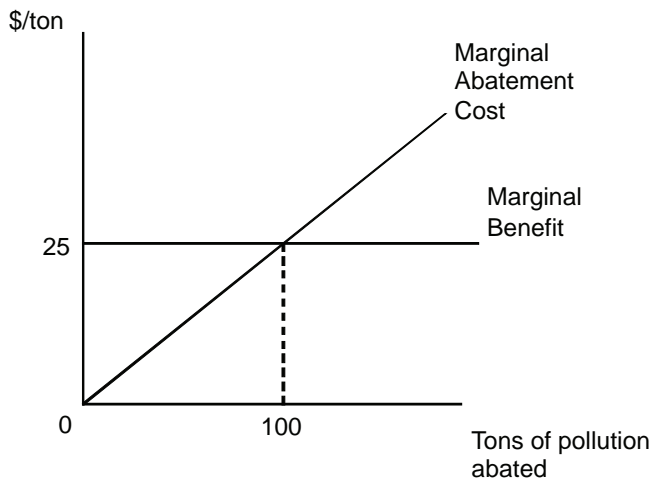 $/ton
Marginal
Abatement
Cost
Marginal
Benefit
25
0
100
Tons of pollution
abated